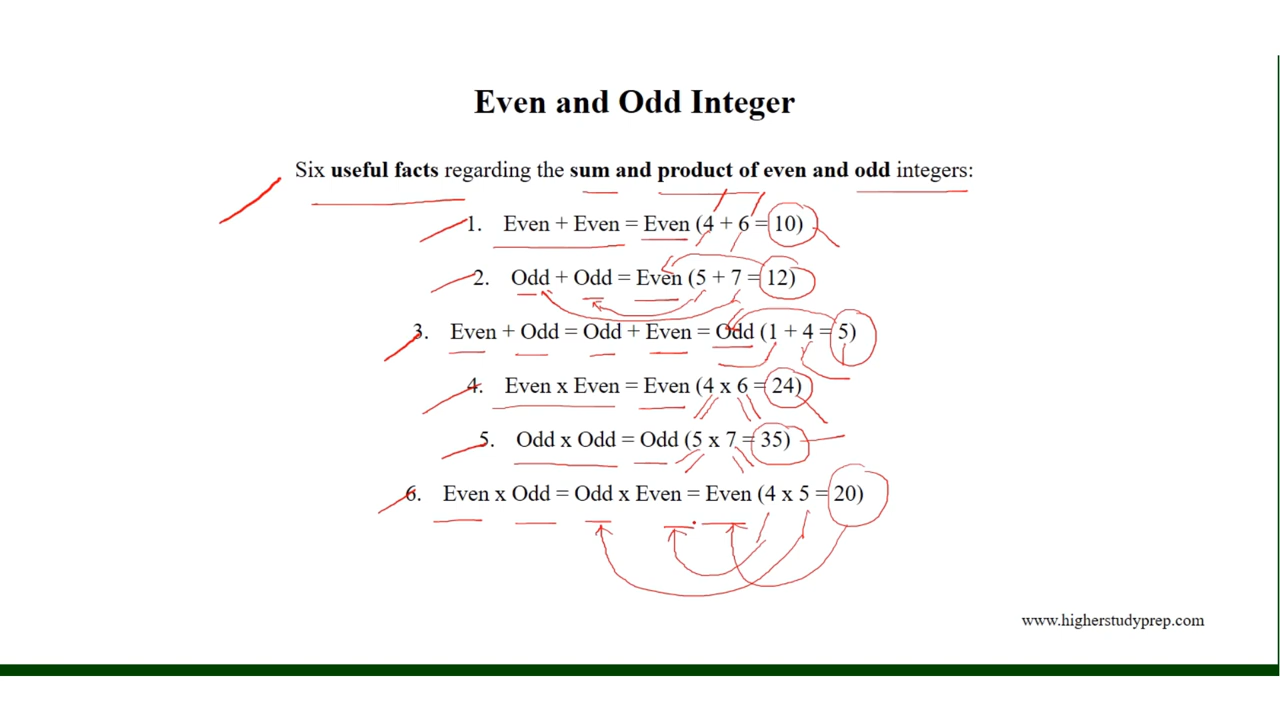 Even and Odd Integer
Six useful facts regarding the sum and product of even and odd integers:
1. Even + Even = Even (4 + 6 = 10)
2. Odd + Odd = Even (5 + 7 = 12)
3. Even + Odd = Odd + Even = Odd (1 + 4 = 5)
4. Even x Even = Even (4 x 6 = 24)
5. Odd x Odd = Odd (5 x 7 = 35)
6. Even x Odd = Odd x Even = Even (4 x 5 = 20)
www.higherstudyprep.com